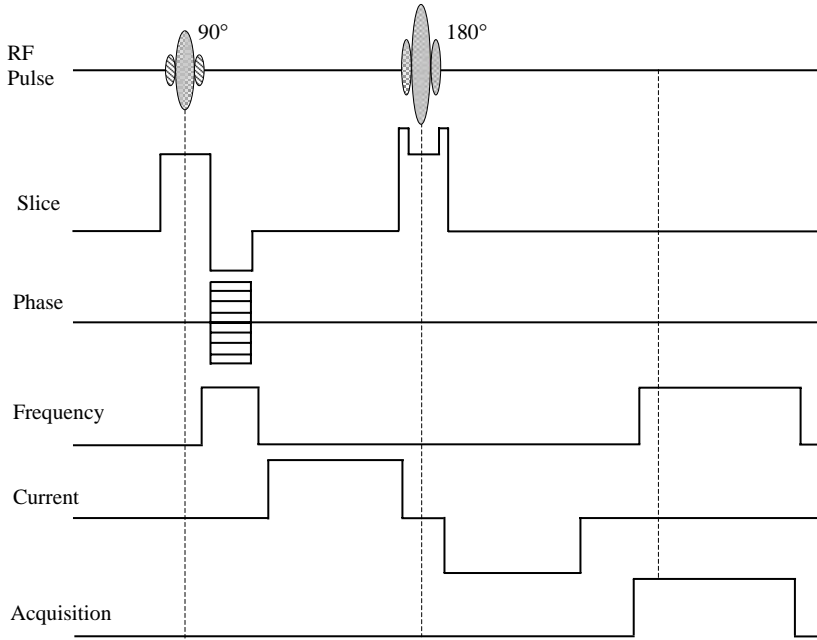 90°
180°
RF
Pulse
Slice
Phase
Frequency
Current
Acquisition